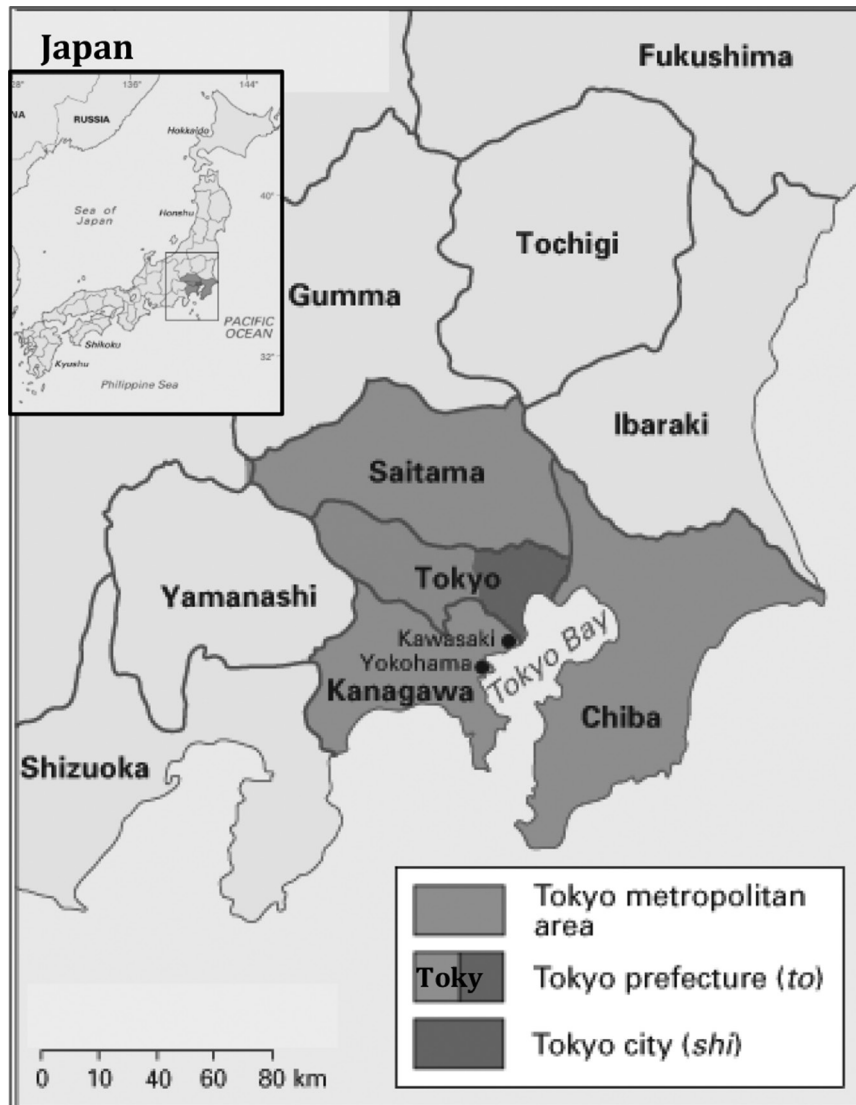 Japan
28°
136°
144°
NA
RUSSIA
Hokkaido
40°
Sea of
Japan
Honshu
PACIFIC
OCEAN
Shikoku
32°
Kyushu
Philippine Sea
Fukushima
Tochigi
Gumma
Ibaraki
Saitama
Tokyo
Yamanashi
Kawasaki
Yokohama
Tokyo Bay
Kanagawa
Chiba
Shizuoka
Tokyo metropolitan
area
Toky
Tokyo prefecture (to)
Tokyo city (shi)
0 10 40 60 80 km